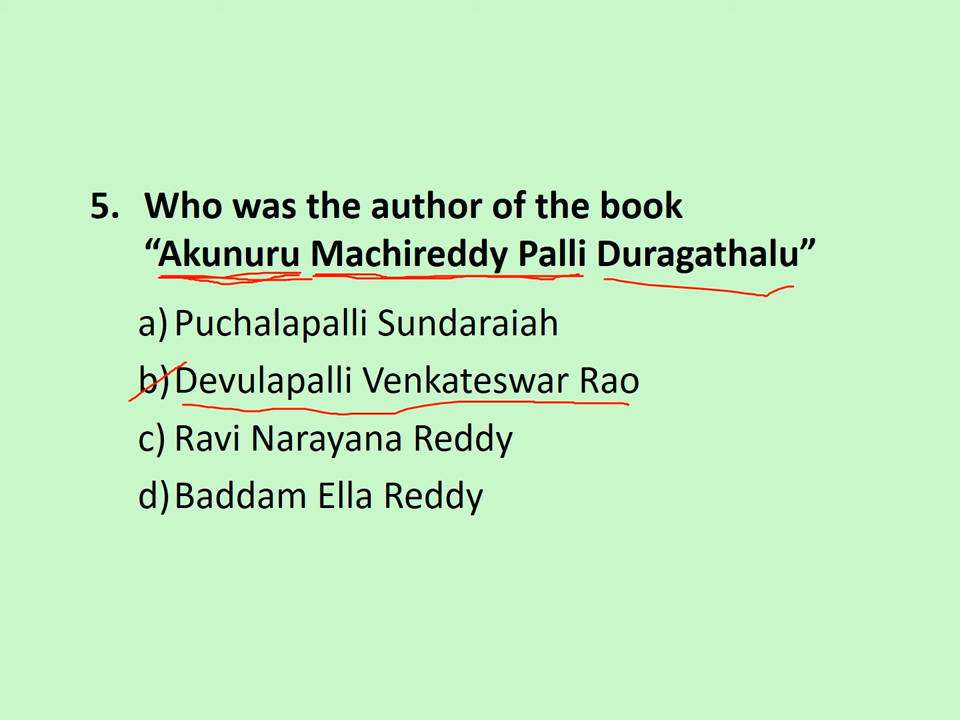 5. Who was the author of the book
“Akunuru Machireddy Palli Duragathalu”
a) Puchalapalli Sundaraiah
b) Devulapalli Venkateswar Rao
c) Ravi Narayana Reddy
d) Baddam Ella Reddy